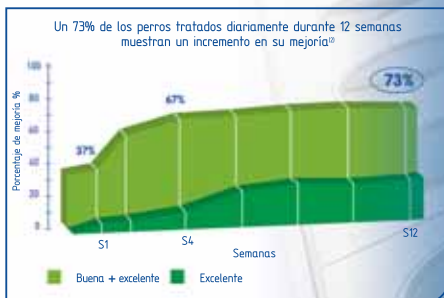 Un 73% de los perros tratados diariamente durante 12 semanas
muestran un incremento en su mejoría(2)
Porcentaje de mejoría %
100
80
60
40
20
0
37%
67%
73%
S1
S4
S12
Semanas
Buena + excelente
Excelente